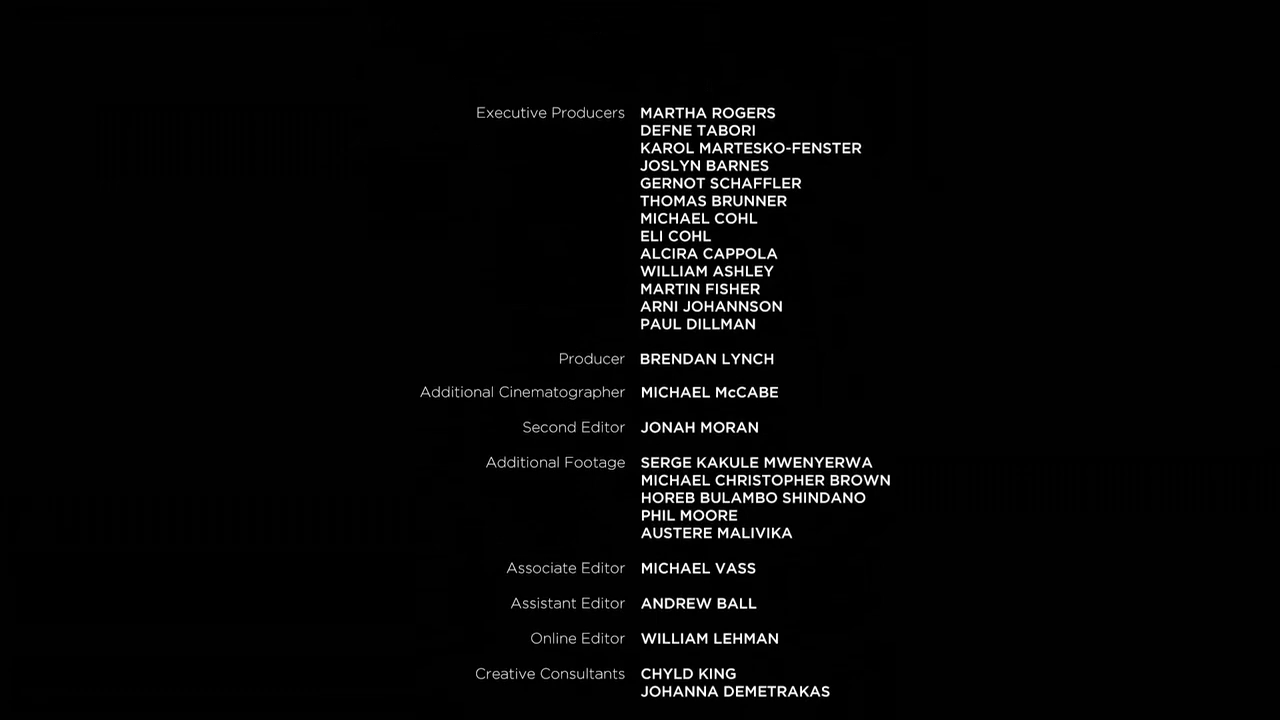 Executive Producers MARTHA ROGERS
DEFNE TABORI
KAROL MARTESKO-FENSTER
JOSLYN BARNES
GERNOT SCHAFFLER
THOMAS BRUNNER
MICHAEL COHL
ELI COHL
ALCIRA CAPPOLA
WILLIAM ASHLEY
MARTIN FISHER
ARNI JOHANNSON
PAUL DILLMAN
Producer BRENDAN LYNCH
Additional Cinematographer MICHAEL McCABE
Second Editor JONAH MORAN
Additional Footage SERGE KAKULE MWENYERWA
MICHAEL CHRISTOPHER BROWN
HOREB BULAMBO SHINDANO
PHIL MOORE
AUSTERE MALIVIKA
Associate Editor MICHAEL VASS
Assistant Editor ANDREW BALL
Online Editor WILLIAM LEHMAN
Creative Consultants CHYLD KING
JOHANNA DEMETRAKAS